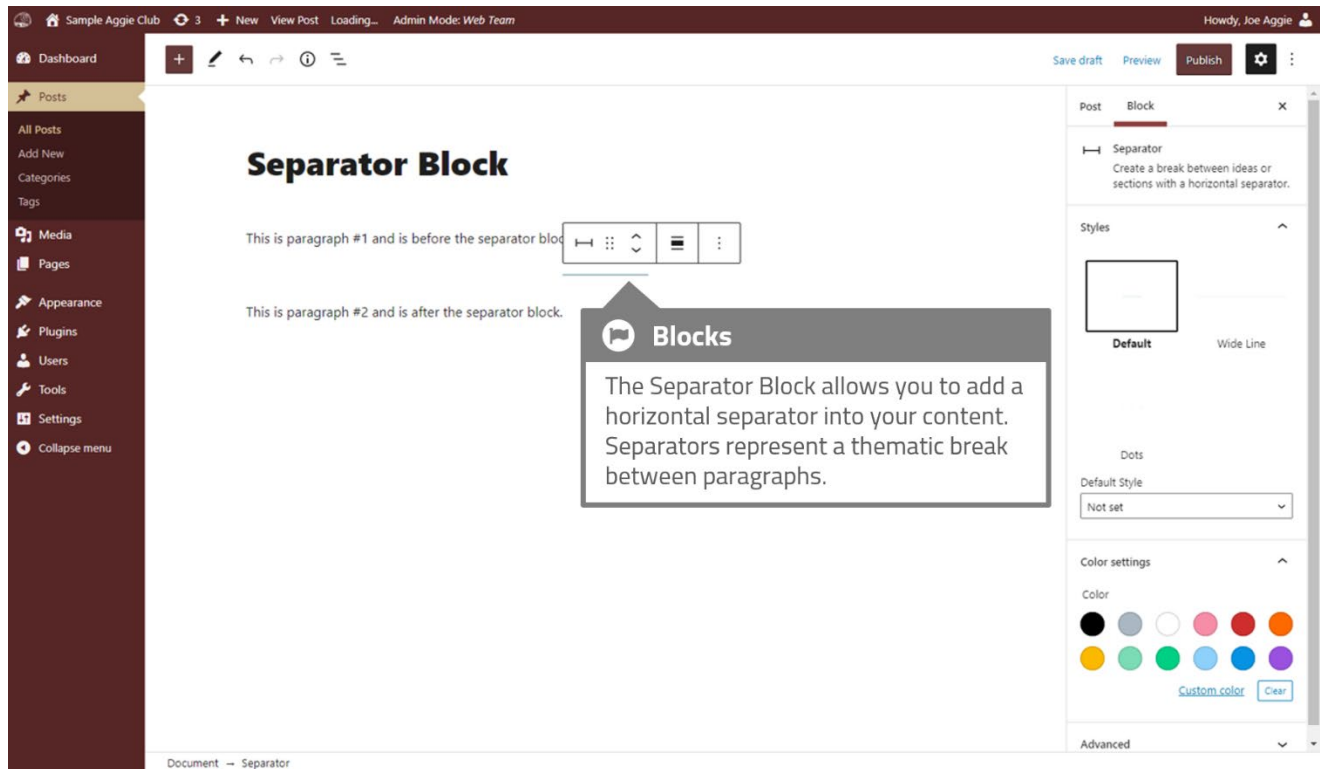 Sample Aggie Club 3 New View Post Loading... Admin Mode: Web Team Howdy, Joe Aggie
Dashboard
Posts
All Posts
Add New
Categories
Tags
Media
Pages
Appearance
Plugins
Users
Tools
Settings
Collapse menu
Save draft Preview Publish
Separator Block
This is paragraph #1 and is before the separator
This is paragraph #2 and is after the separator block.
Blocks
The Separator Block allows you to add a
horizontal separator into your content.
Separators represent a thematic break
between paragraphs.
Post Block
Separator
Create a break between ideas or
sections with a horizontal separator.
Styles
Default Wide Line
Dots
Default Style
Not set
Color settings
Color
Custom color Clear
Advanced
Document → Separator